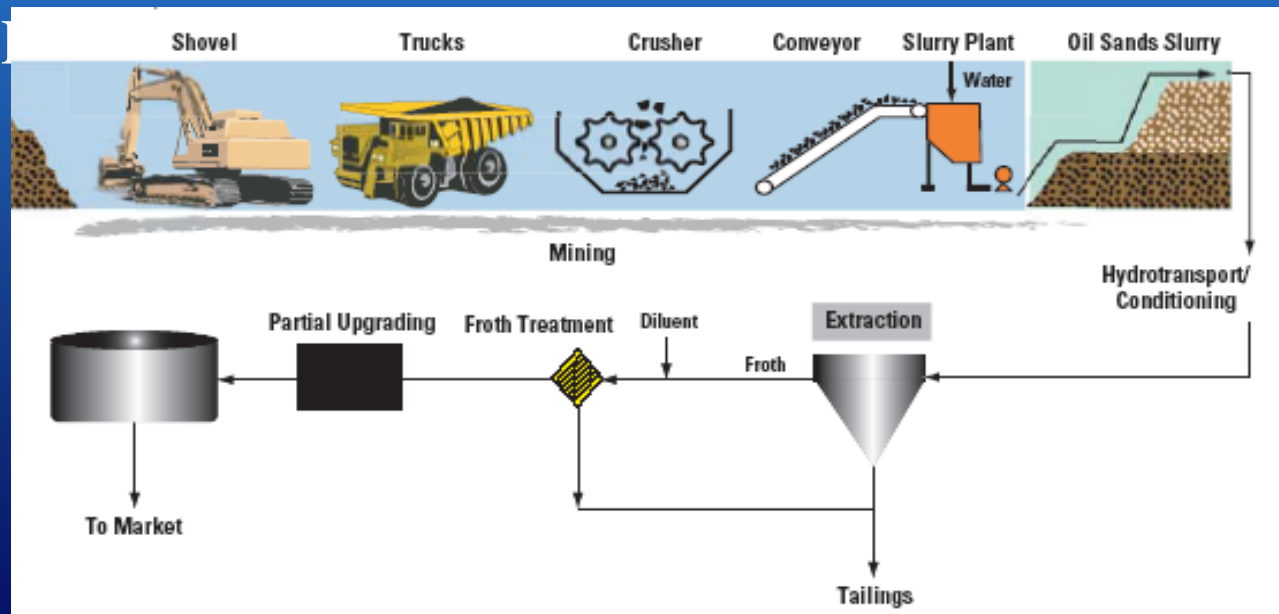 Shovel
Trucks
Crusher
Conveyor
Slurry Plant
Oil Sands Slurry
Water
Mining
Hydrotransport/
Conditioning
Partial Upgrading
Froth Treatment
Diluent
Extraction
Froth
To Market
Tailings